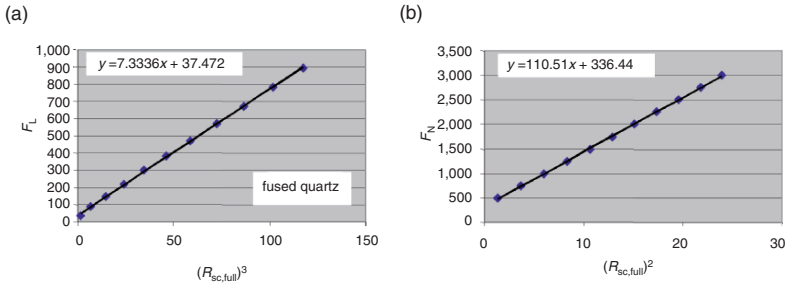 (a)
y =7.3336x + 37.472
1,000
900
800
700
600
500
400
300
200
100
0
F_L
fused quartz
0 50 100 150
(R_sc,full)^3
(b)
y =110.51x + 336.44
3,500
3,000
2,500
2,000
1,500
1,000
500
0
F_N
0 10 20 30
(R_sc,full)^2